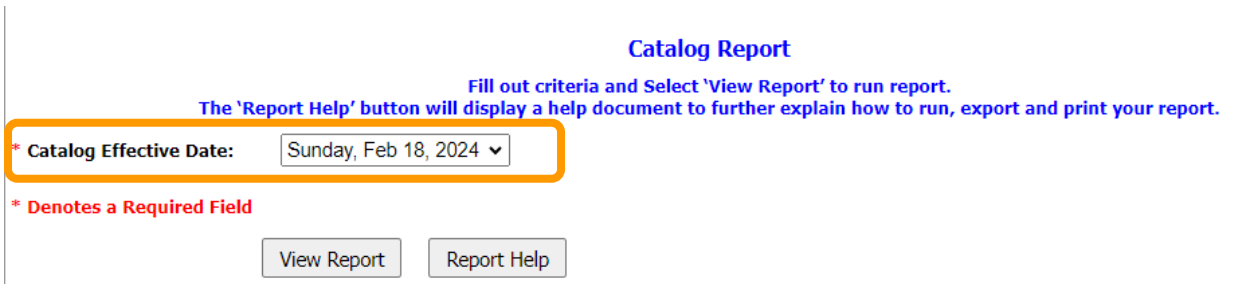 Catalog Report
Fill out criteria and Select ‘View Report’ to run report.
The ‘Report Help’ button will display a help document to further explain how to run, export and print your report.
* Catalog Effective Date: Sunday, Feb 18, 2024
* Denotes a Required Field
View Report Report Help